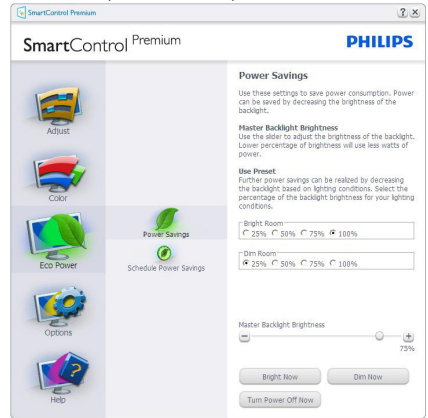 SmartControl Premium
? ×
SmartControl Premium
PHILIPS
Adjust
Color
Eco Power
Options
Help
Power Savings
Schedule Power Savings
Power Savings
Use these settings to save power consumption. Power
can be saved by decreasing the brightness of the
backlight.
Master Backlight Brightness
Use the slider to adjust the brightness of the backlight.
Lower percentage of brightness will use less watts of
power.
Use Preset
Further power savings can be realized by decreasing
the backlight based on lighting conditions. Select the
percentage of the backlight brightness for your lighting
conditions.
Bright Room
25% 50% 75% 100%
Dim Room
25% 50% 75% 100%
Master Backlight Brightness
75%
Bright Now Dim Now
Turn Power Off Now